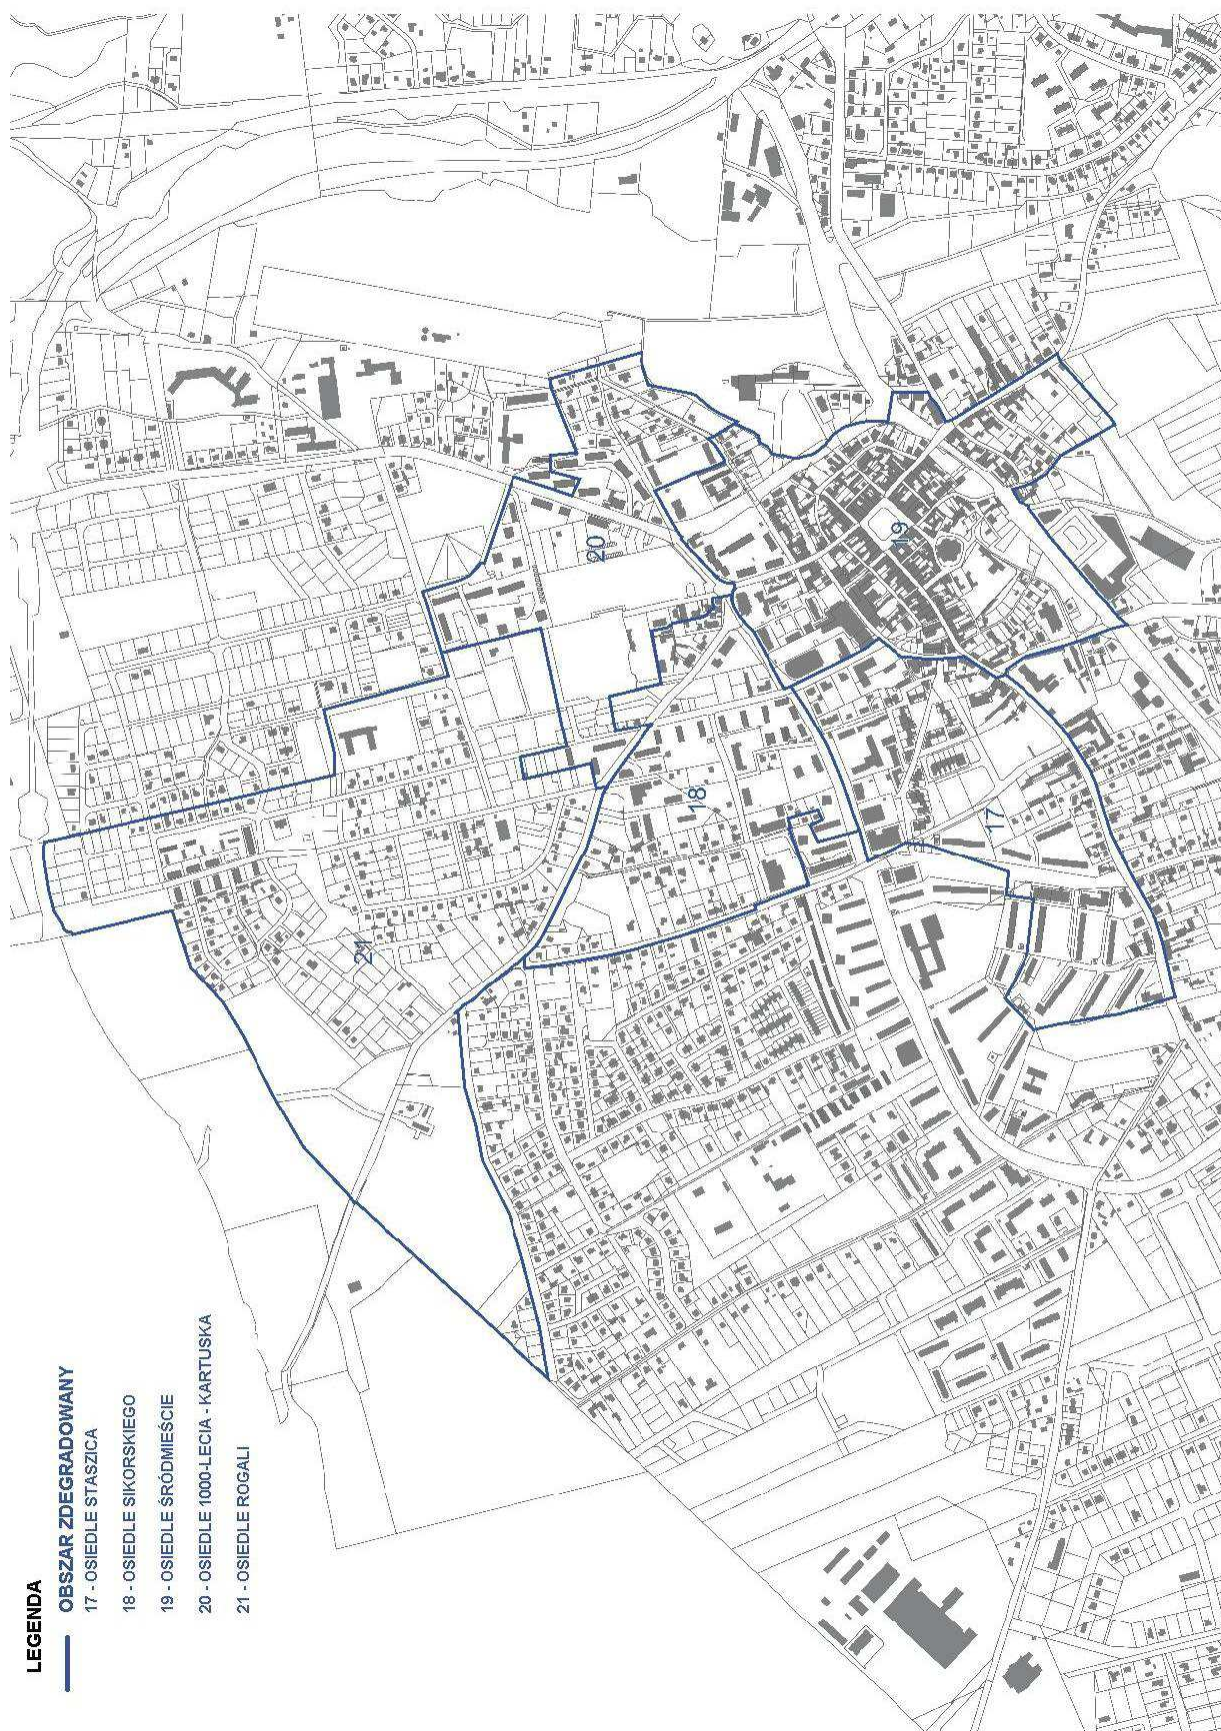 LEGENDA
OBSZAR ZDEGRADOWANY
17 - OSIEDLE STASZICA
18 - OSIEDLE SIKORSKIEGO
19 - OSIEDLE ŚRÓDMIEŚCIE
20 - OSIEDLE 1000-LECIA - KARTUSKA
21 - OSIEDLE ROGALI
21
20
18
19
17